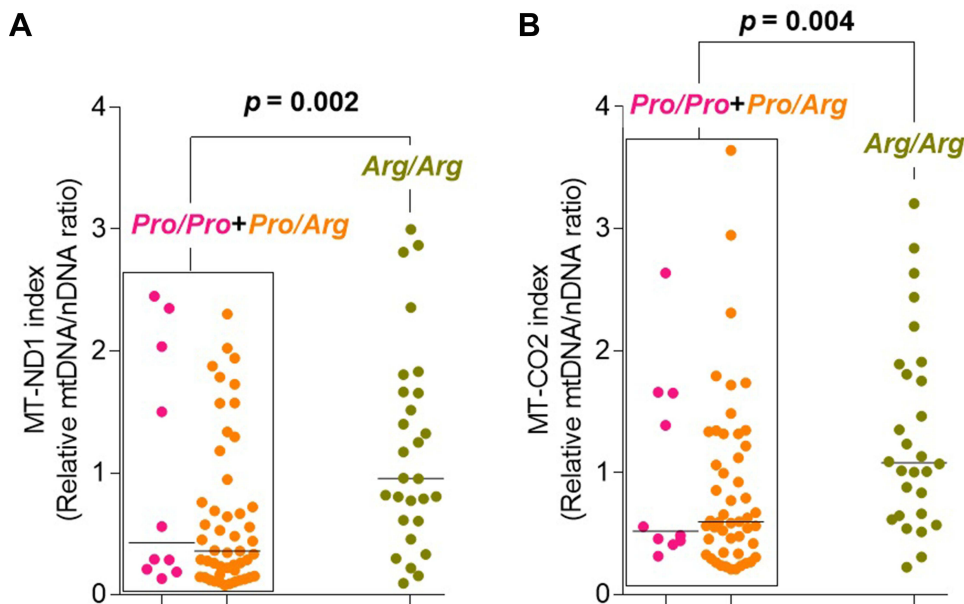 A
p = 0.002
Arg/Arg
Pro/Pro+Pro/Arg
MT-ND1 index
(Relative mtDNA/nDNA ratio)
4
3
2
1
0
B
p = 0.004
Pro/Pro+Pro/Arg
Arg/Arg
MT-CO2 index
(Relative mtDNA/nDNA ratio)
4
3
2
1
0